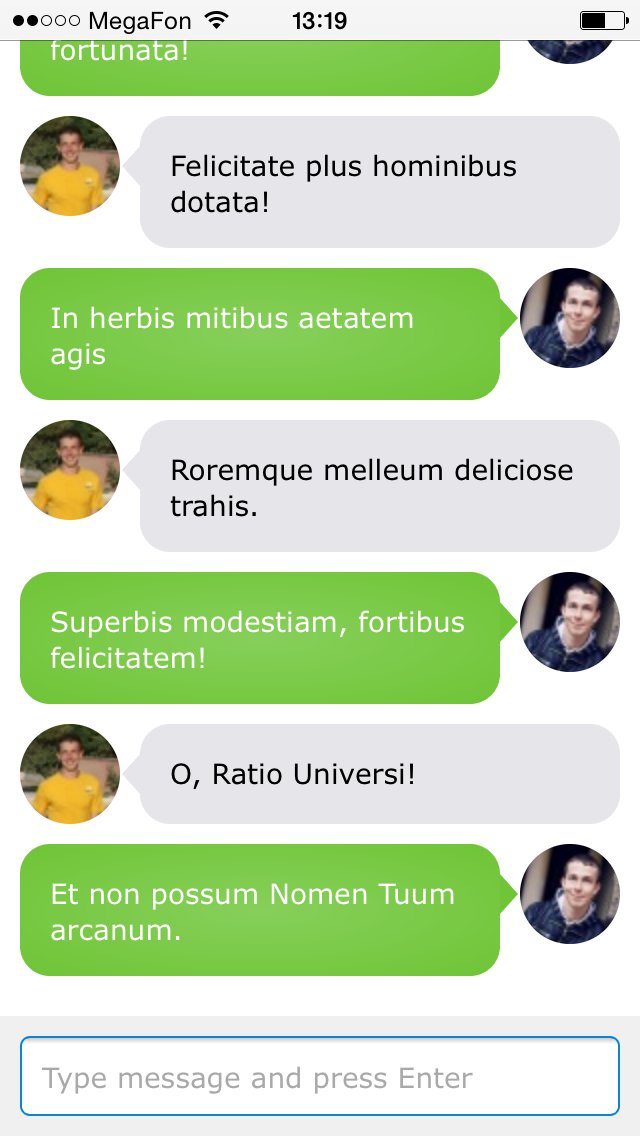 MegaFon 13:19
fortunata!
Felicitate plus hominibus
dotata!
In herbis mitibus aetatem
agis
Roremque melleum deliciose
trahis.
Superbis modestiam, fortibus
felicitatem!
O, Ratio Universi!
Et non possum Nomen Tuum
arcanum.
Type message and press Enter